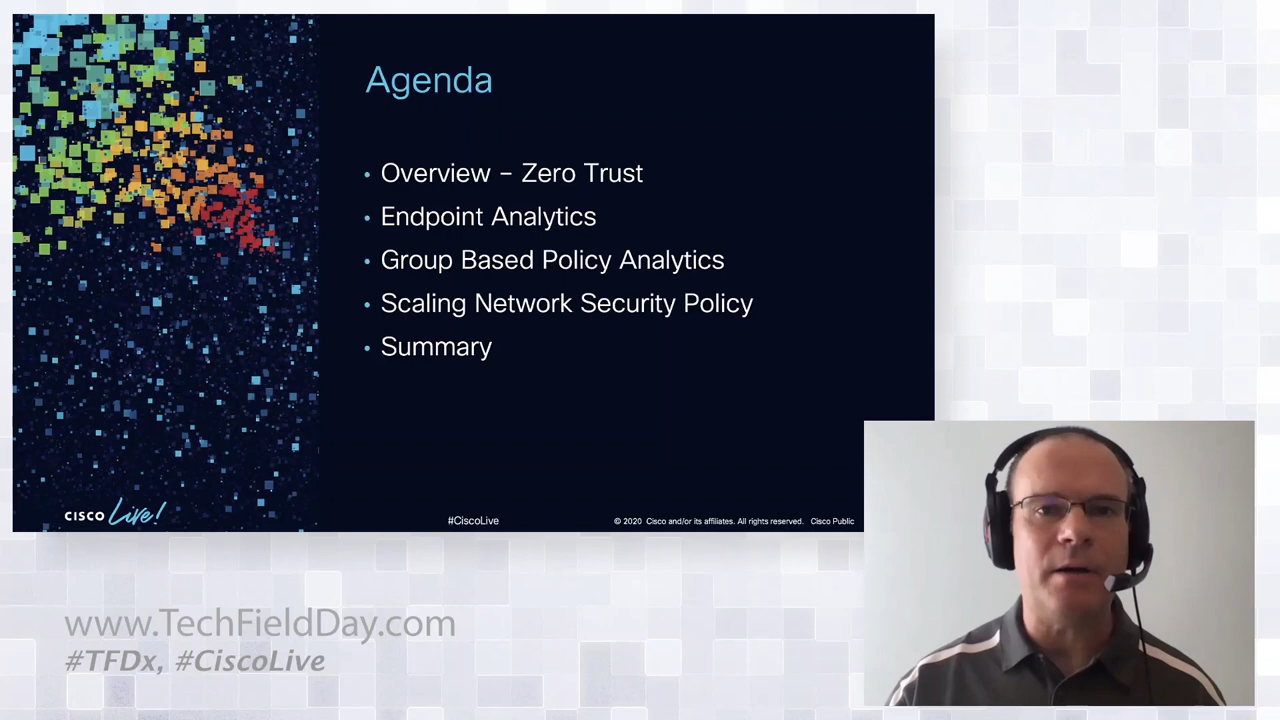 Agenda
• Overview – Zero Trust
• Endpoint Analytics
• Group Based Policy Analytics
• Scaling Network Security Policy
• Summary
CISCO Live!
#CiscoLive
© 2020 Cisco and/or its affiliates. All rights reserved. Cisco Public
www.TechFieldDay.com
#TFDx, #CiscoLive